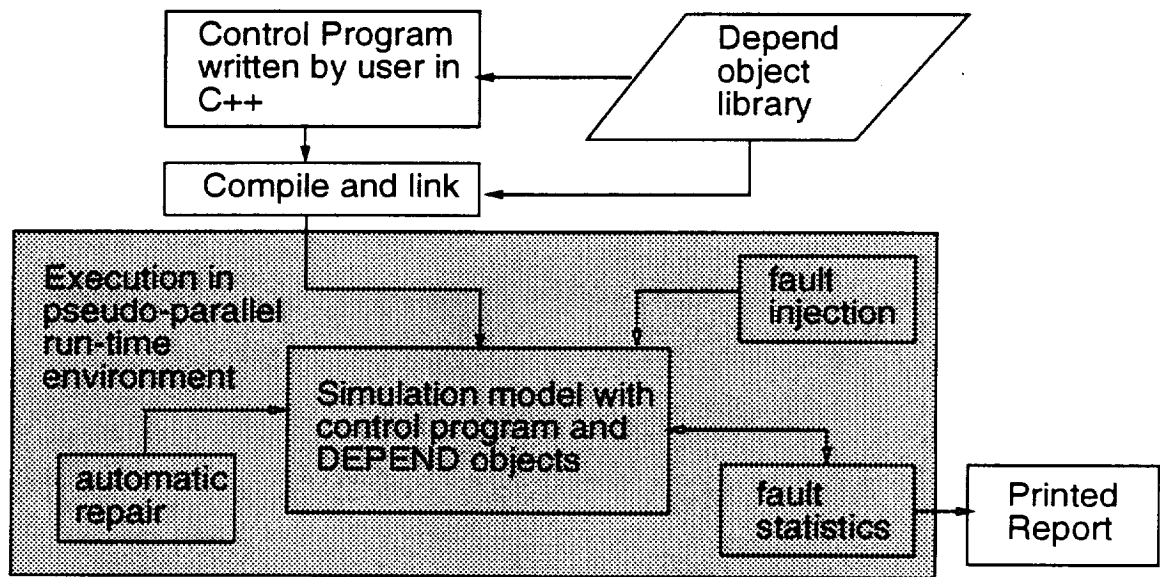 Control Program
written by user in
C++
Depend
object
library
Compile and link
Execution in
pseudo-parallel
run-time
environment
fault
injection
Simulation model with
control program and
DEPEND objects
automatic
repair
fault
statistics
Printed
Report